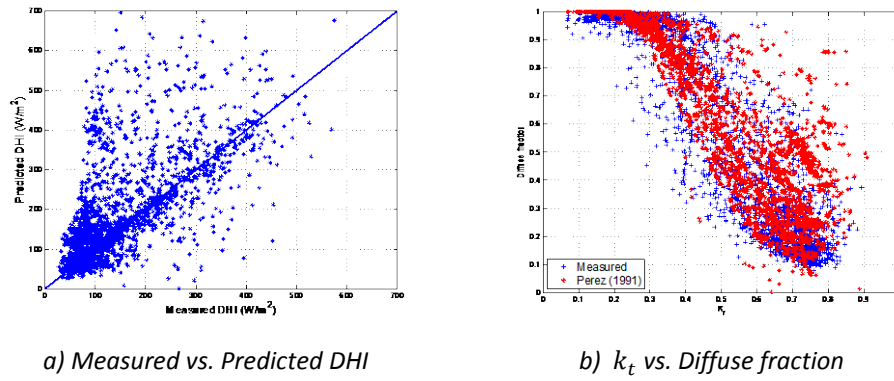 700
600
500
400
300
200
100
0
0 100 200 300 400 500 600 700
Predicted DHI (W/m²)
Measured DHI (W/m²)
1
0.9
0.8
0.7
0.6
0.5
0.4
0.3
0.2
0.1
0
0 0.1 0.2 0.3 0.4 0.5 0.6 0.7 0.8 0.9
Diffuse fraction
Measured
Perez (1991)
a) Measured vs. Predicted DHI
b) kₜ vs. Diffuse fraction